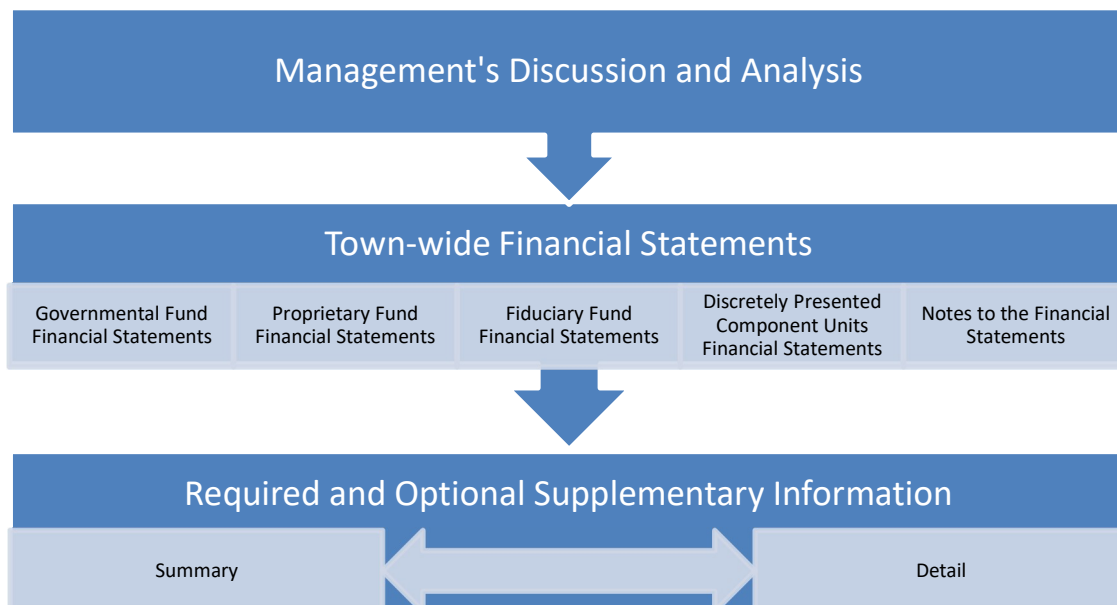 Management's Discussion and Analysis
Town-wide Financial Statements
Governmental Fund
Financial Statements
Proprietary Fund
Financial Statements
Fiduciary Fund
Financial Statements
Discretely Presented
Component Units
Financial Statements
Notes to the Financial
Statements
Required and Optional Supplementary Information
Summary
Detail